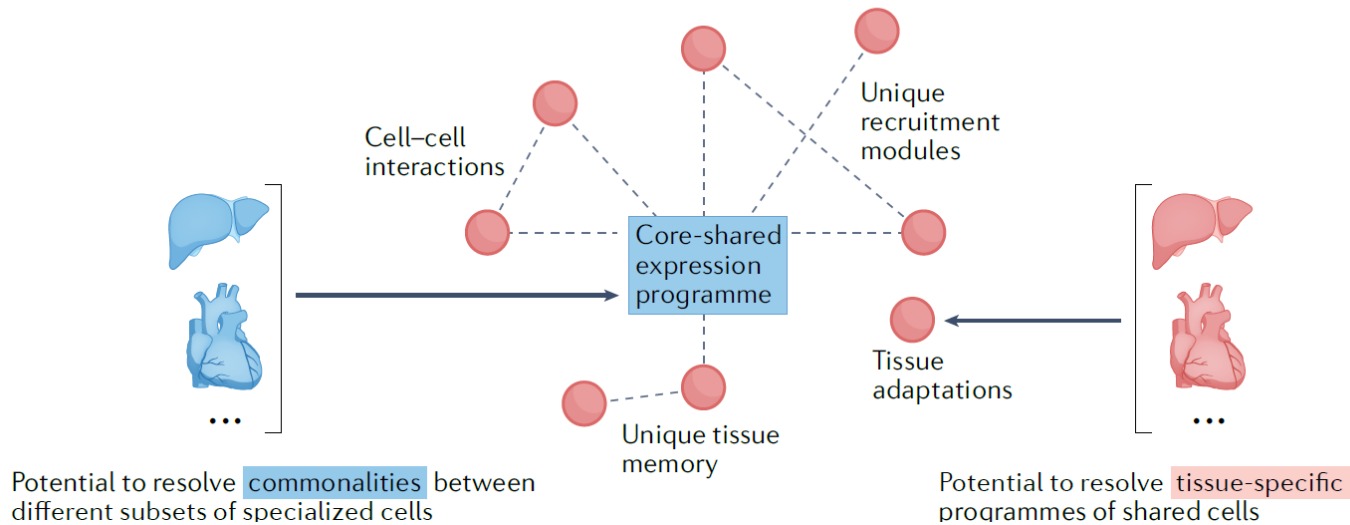 Cell–cell
interactions
Unique
recruitment
modules
Core-shared
expression
programme
Tissue
adaptations
Unique tissue
memory
...
...
Potential to resolve commonalities between
different subsets of specialized cells
Potential to resolve tissue-specific
programmes of shared cells